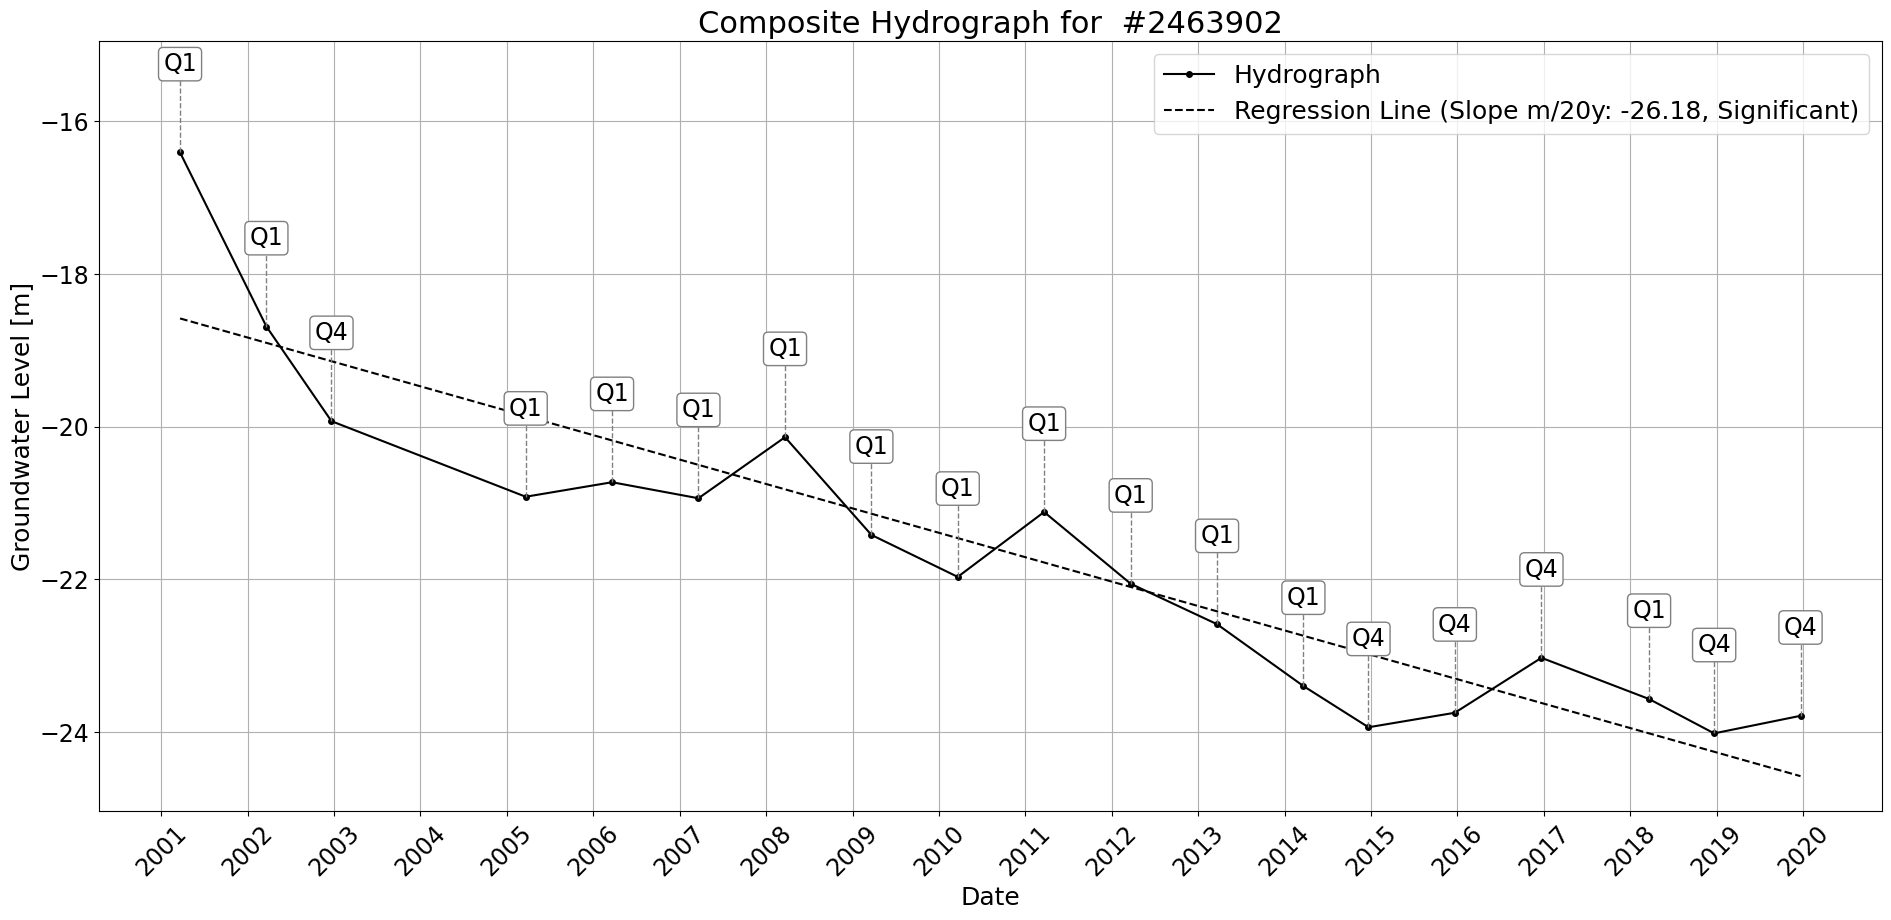 Composite Hydrograph for #2463902
Hydrograph
Regression Line (Slope m/20y: -26.18, Significant)
Groundwater Level [m]
−16
−18
−20
−22
−24
Q1
Q1
Q4
Q1
Q1
Q1
Q1
Q1
Q1
Q1
Q1
Q1
Q1
Q4
Q4
Q4
Q1
Q4
Q4
2001
2002
2003
2004
2005
2006
2007
2008
2009
2010
2011
2012
2013
2014
2015
2016
2017
2018
2019
2020
Date